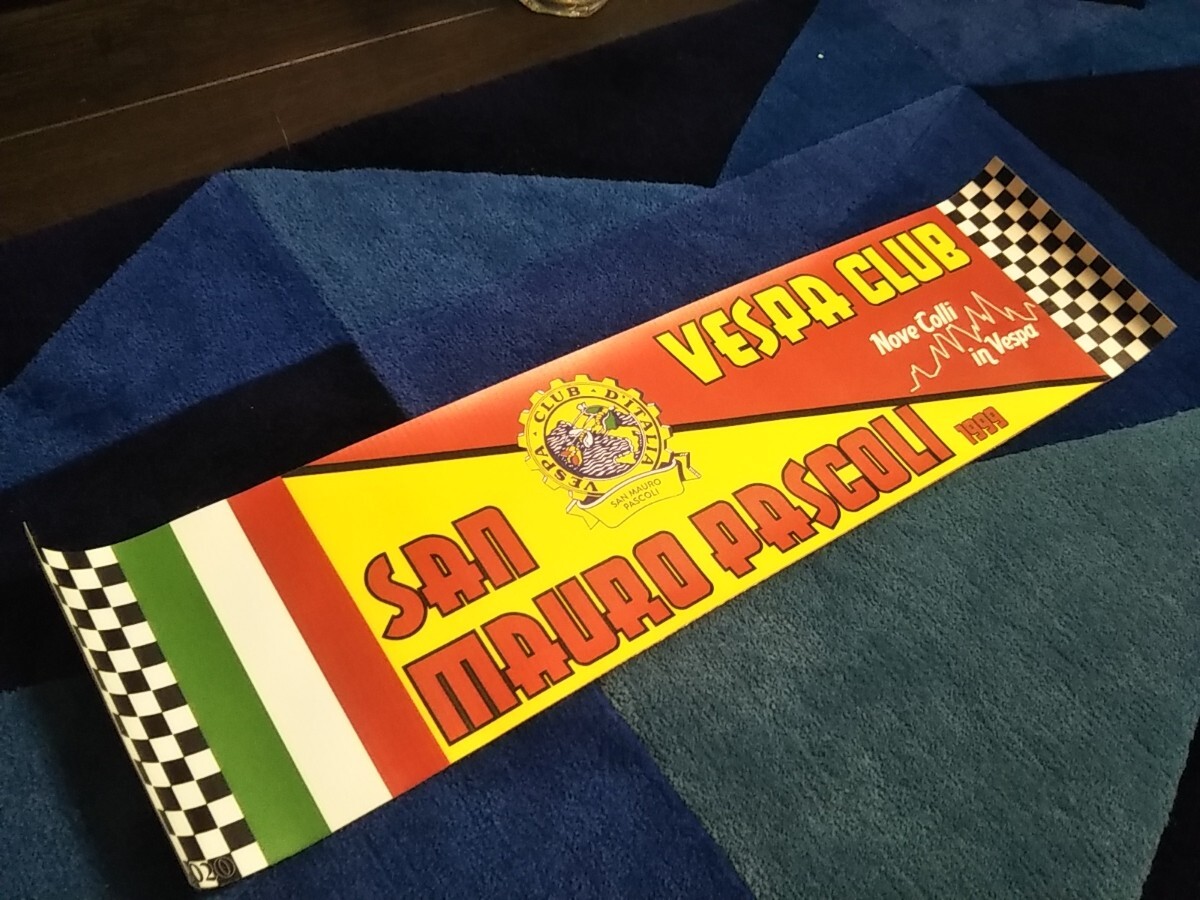 VESPA CLUB
Nove Colli
in Vespa
VESPA · CLUB · D'ITALIA
SAN MAURO
PASCOLI
SAN
MAURO PASCOLI 1999